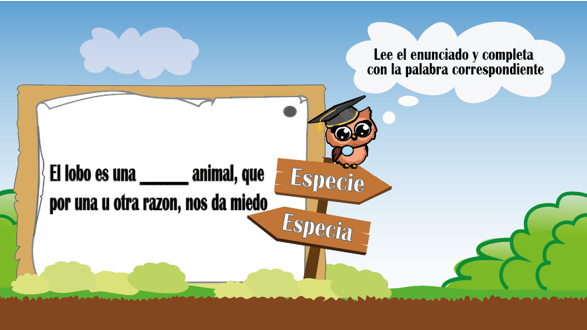 Lee el enunciado y completa
con la palabra correspondiente
El lobo es una ______ animal, que
por una u otra razon, nos da miedo
Especie
Especia